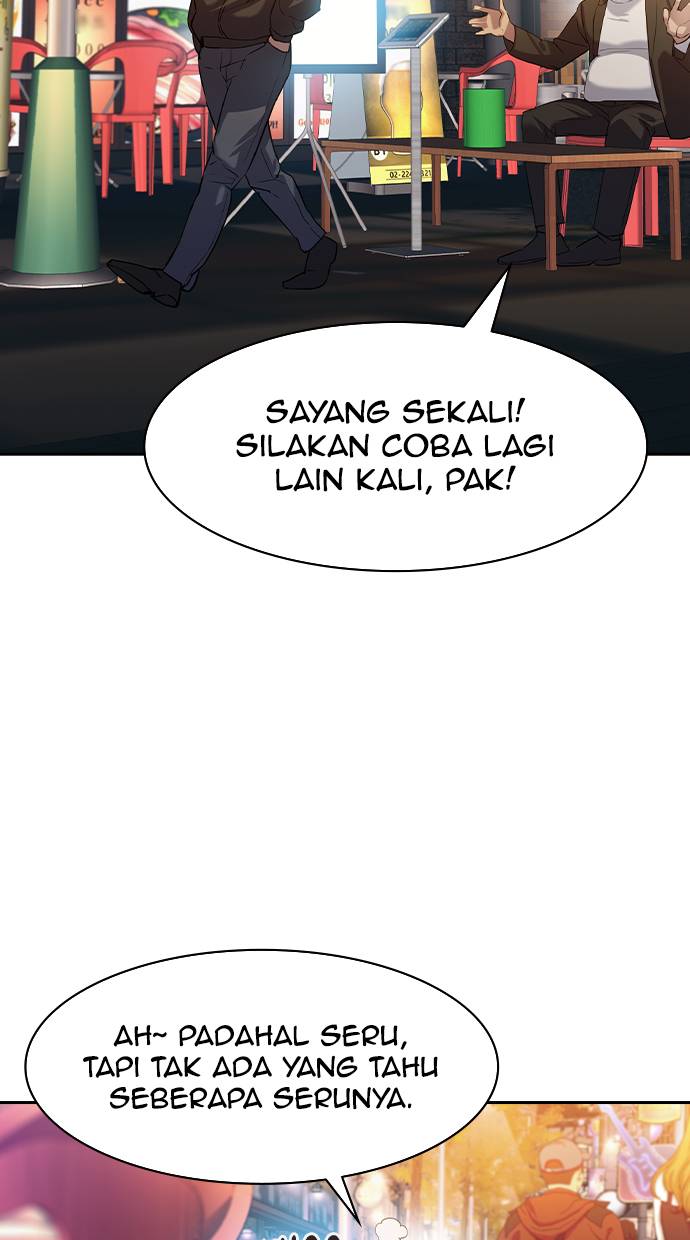 SAYANG SEKALI!
SILAKAN COBA LAGI
LAIN KALI, PAK!
AH~ PADAHAL SERU,
TAPI TAK ADA YANG TAHU
SEBERAPA SERUNYA.